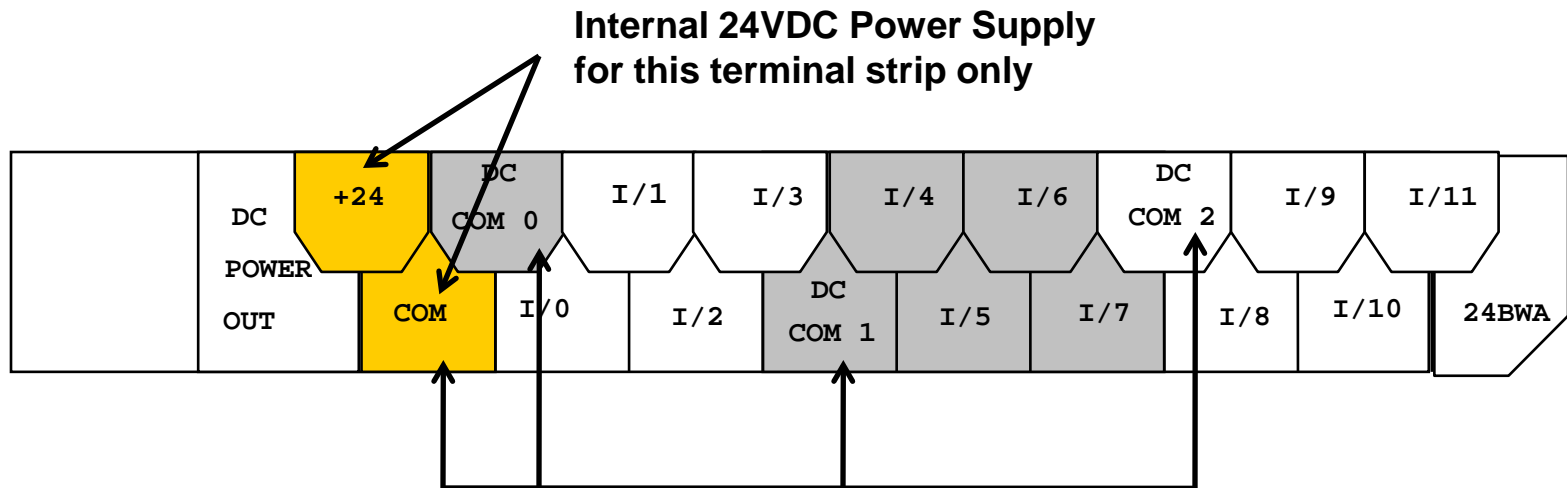 Internal 24VDC Power Supply
for this terminal strip only
DC
POWER
OUT
+24
DC
COM 0
I/1
I/3
I/4
I/6
DC
COM 2
I/9
I/11
COM
I/0
I/2
DC
COM 1
I/5
I/7
I/8
I/10
24BWA